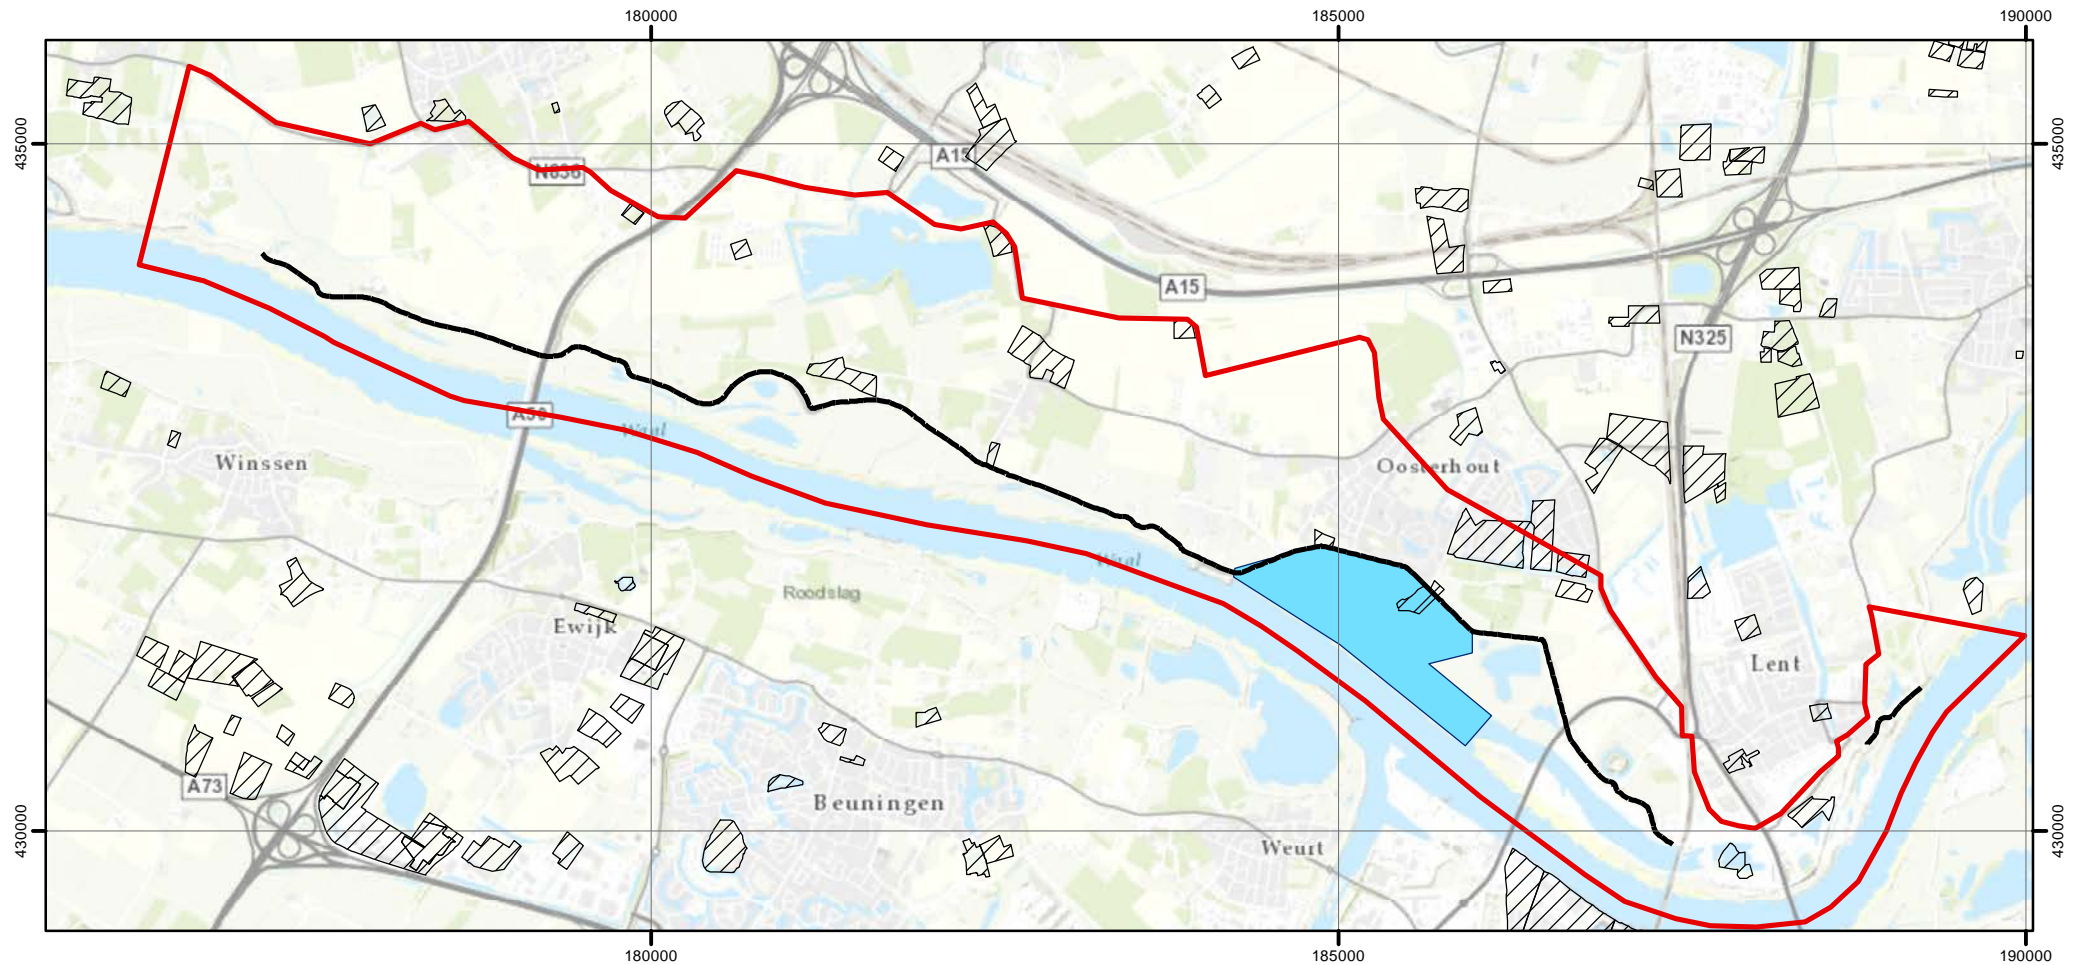 180000
185000
190000
435000
435000
A15
N836
A15
N325
A50
Waal
Winssen
Oosterhout
Waal
Roodslag
Ewijk
Lent
A73
Beuningen
Weurt
430000
430000
180000
185000
190000